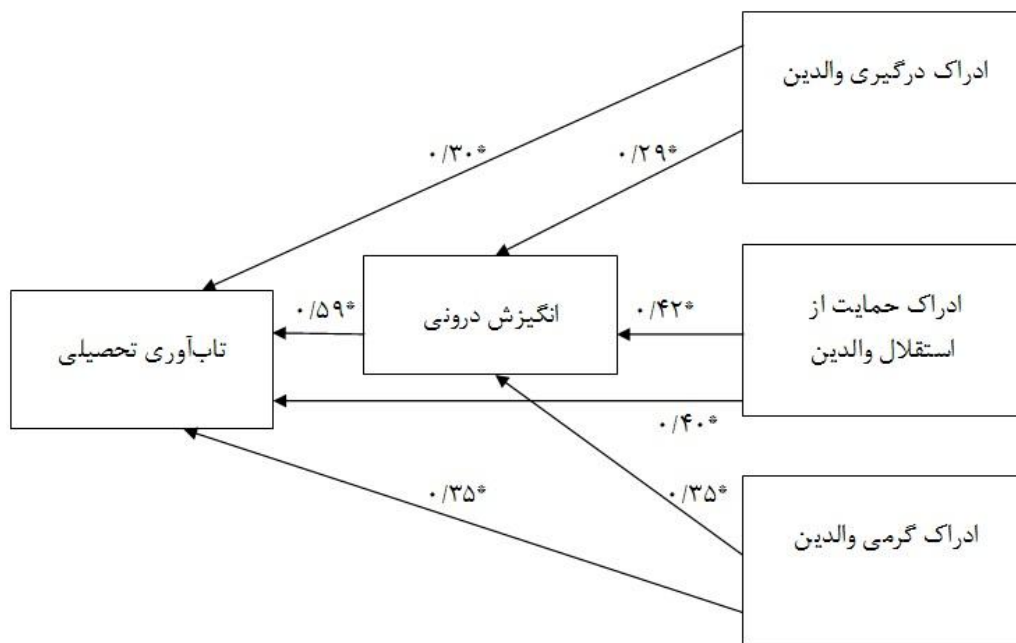 ادراک درگیری والدین
۰/۳۰*
۰/۲۹*
ادراک حمایت از
استقلال والدین
۰/۴۲*
انگیزش درونی
۰/۵۹*
تاب‌آوری تحصیلی
۰/۴۰*
ادراک گرمی والدین
۰/۳۵*
۰/۳۵*